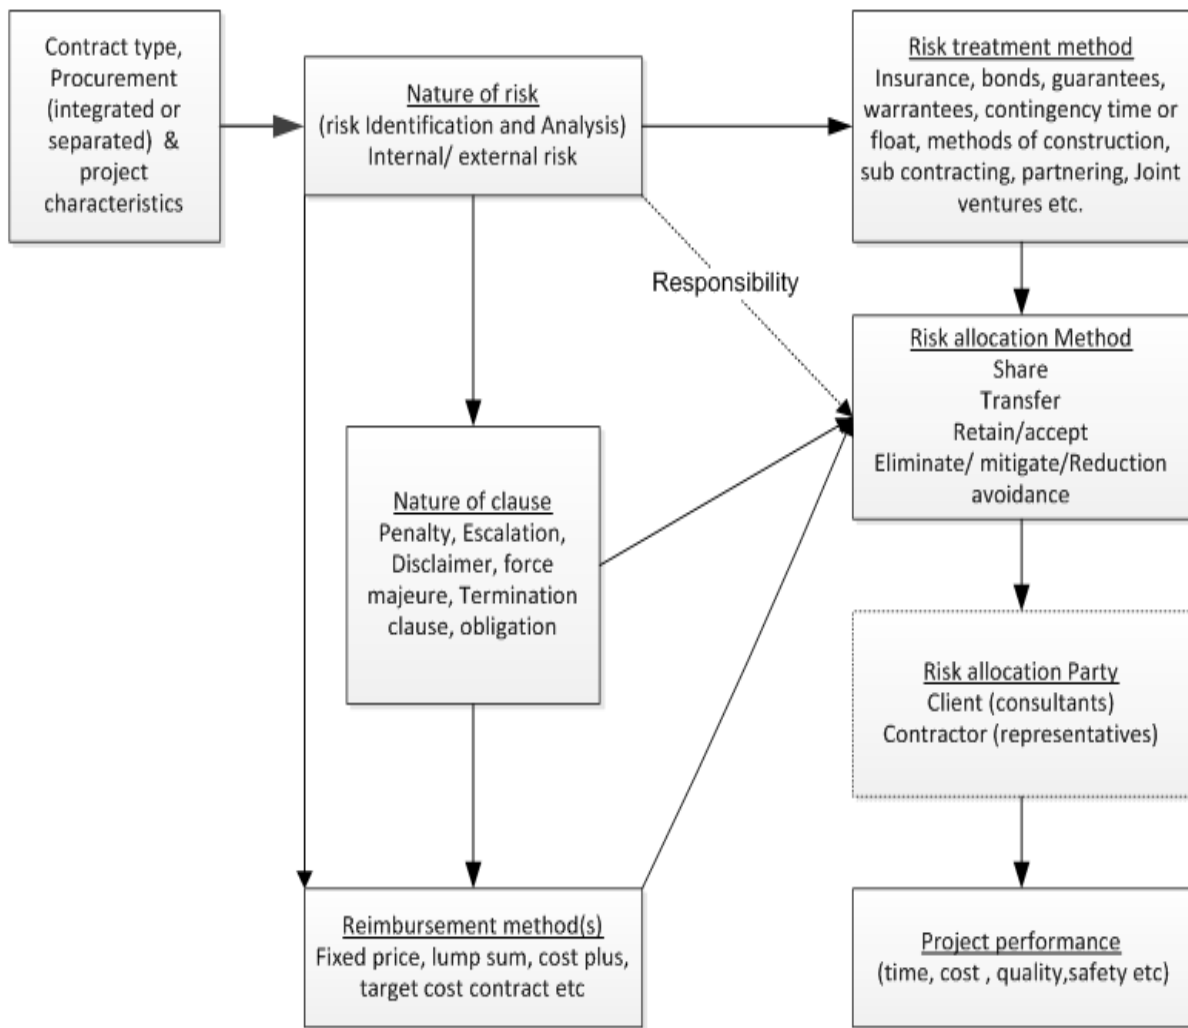 Contract type,
Procurement
(integrated or
separated) &
project
characteristics
Nature of risk
(risk Identification and Analysis)
Internal/ external risk
Risk treatment method
Insurance, bonds, guarantees,
warrantees, contingency time or
float, methods of construction,
sub contracting, partnering, Joint
ventures etc.
Responsibility
Risk allocation Method
Share
Transfer
Retain/accept
Eliminate/ mitigate/Reduction
avoidance
Nature of clause
Penalty, Escalation,
Disclaimer, force
majeure, Termination
clause, obligation
Risk allocation Party
Client (consultants)
Contractor (representatives)
Reimbursement method(s)
Fixed price, lump sum, cost plus,
target cost contract etc
Project performance
(time, cost , quality,safety etc)